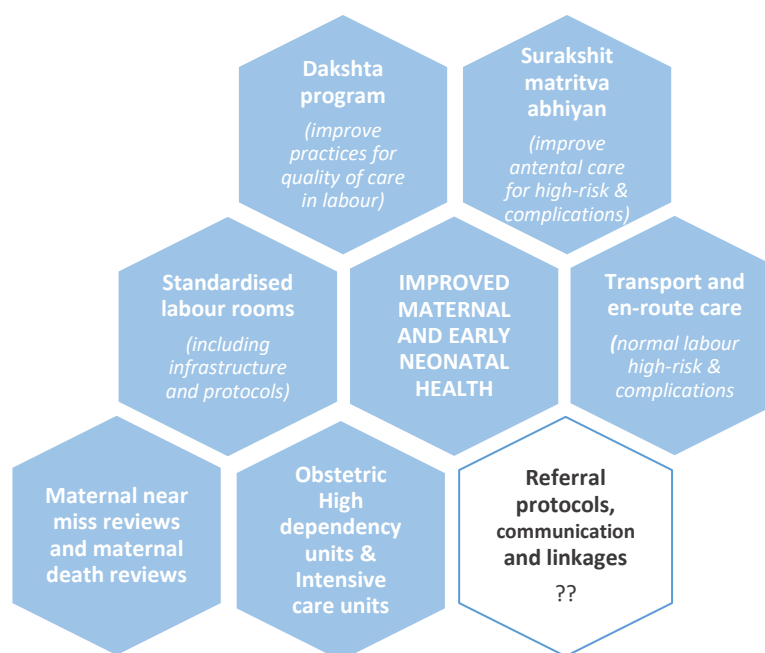 Dakshta
program
(improve
practices for
quality of care
in labour)
Surakshit
matritva
abhiyan
(improve
antental care
for high-risk &
complications)
Standardised
labour rooms
(including
infrastructure
and protocols)
IMPROVED
MATERNAL
AND EARLY
NEONATAL
HEALTH
Transport and
en-route care
(normal labour
high-risk &
complications
Maternal near
miss reviews
and maternal
death reviews
Obstetric
High
dependency
units &
Intensive
care units
Referral
protocols,
communication
and linkages
??